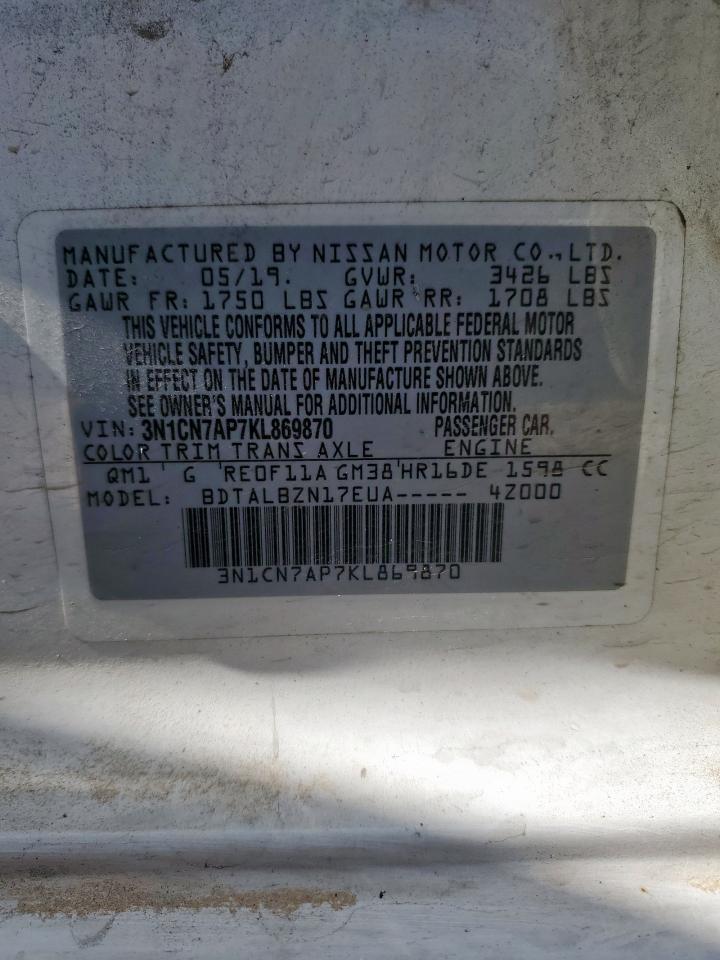 MANUFACTURED BY NISSAN MOTOR CO., LTD.
DATE: 05/19. GVWR: 3426 LBS
GAWR FR: 1750 LBS GAWR RR: 1708 LBS
THIS VEHICLE CONFORMS TO ALL APPLICABLE FEDERAL MOTOR
VEHICLE SAFETY, BUMPER AND THEFT PREVENTION STANDARDS
IN EFFECT ON THE DATE OF MANUFACTURE SHOWN ABOVE.
SEE OWNER'S MANUAL FOR ADDITIONAL INFORMATION.
VIN: 3N1CN7AP7KL869870 PASSENGER CAR.
COLOR TRIM TRANS AXLE ENGINE
QM1 G RE0F11A GM38 HR16DE 1598 CC
MODEL: BDTALBZN17EUA----- 4Z000
3N1CN7AP7KL869870